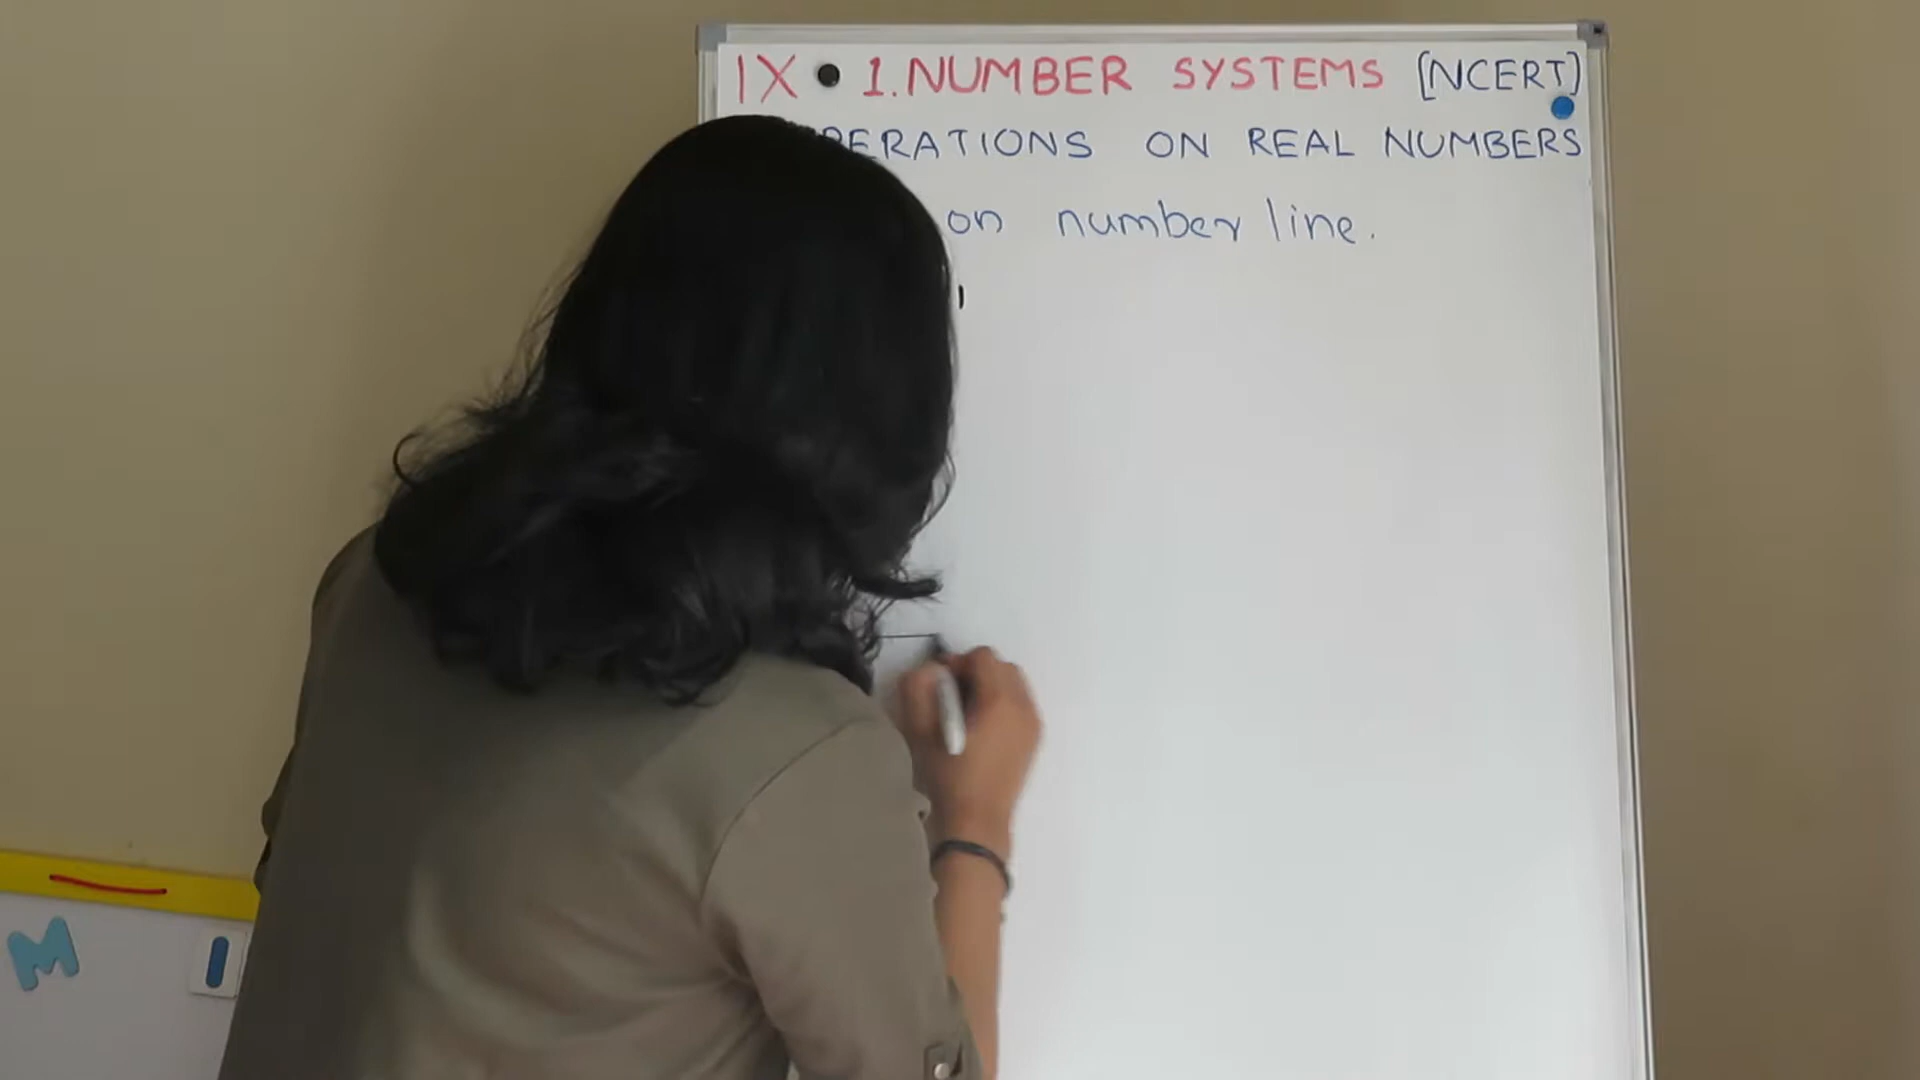 IX • 1. NUMBER SYSTEMS [NCERT]
ERATIONS ON REAL NUMBERS
on number line.
M